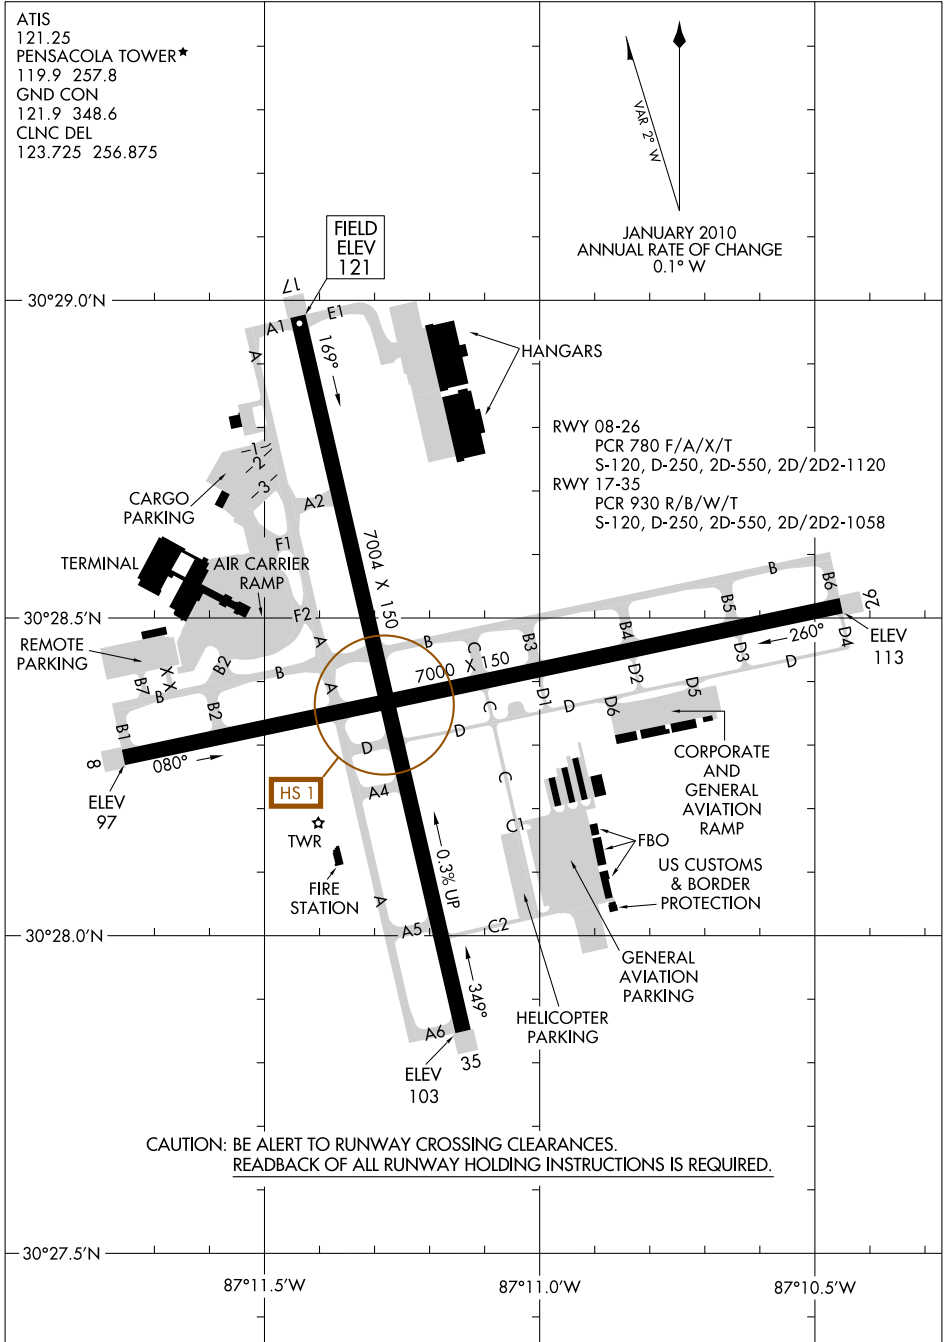 ATIS
121.25
PENSACOLA TOWER*
119.9 257.8
GND CON
121.9 348.6
CLNC DEL
123.725 256.875
VAR 2° W
JANUARY 2010
ANNUAL RATE OF CHANGE
0.1° W
FIELD
ELEV
121
17
30°29.0'N
A1
E1
A
169°
HANGARS
RWY 08-26
PCR 780 F/A/X/T
S-120, D-250, 2D-550, 2D/2D2-1120
RWY 17-35
PCR 930 R/B/W/T
S-120, D-250, 2D-550, 2D/2D2-1058
1
2
3
CARGO
PARKING
A2
7004 X 150
F1
TERMINAL
AIR CARRIER
RAMP
F2
30°28.5'N
REMOTE
PARKING
B
B6
26
B5
B4
B3
B
C
A
260°
ELEV
113
D4
D
D3
D2
7000 X 150
B2
B
X
X
B7
B
B2
B1
A
C
D1
D
D6
D5
D
D
8
080°
ELEV
97
HS 1
A4
C
CORPORATE
AND
GENERAL
AVIATION
RAMP
TWR
C1
FBO
0.3% UP
FIRE
STATION
US CUSTOMS
& BORDER
PROTECTION
A
A5
C2
30°28.0'N
GENERAL
AVIATION
PARKING
349°
HELICOPTER
PARKING
A6
35
ELEV
103
CAUTION: BE ALERT TO RUNWAY CROSSING CLEARANCES.
READBACK OF ALL RUNWAY HOLDING INSTRUCTIONS IS REQUIRED.
30°27.5'N
87°11.5'W
87°11.0'W
87°10.5'W